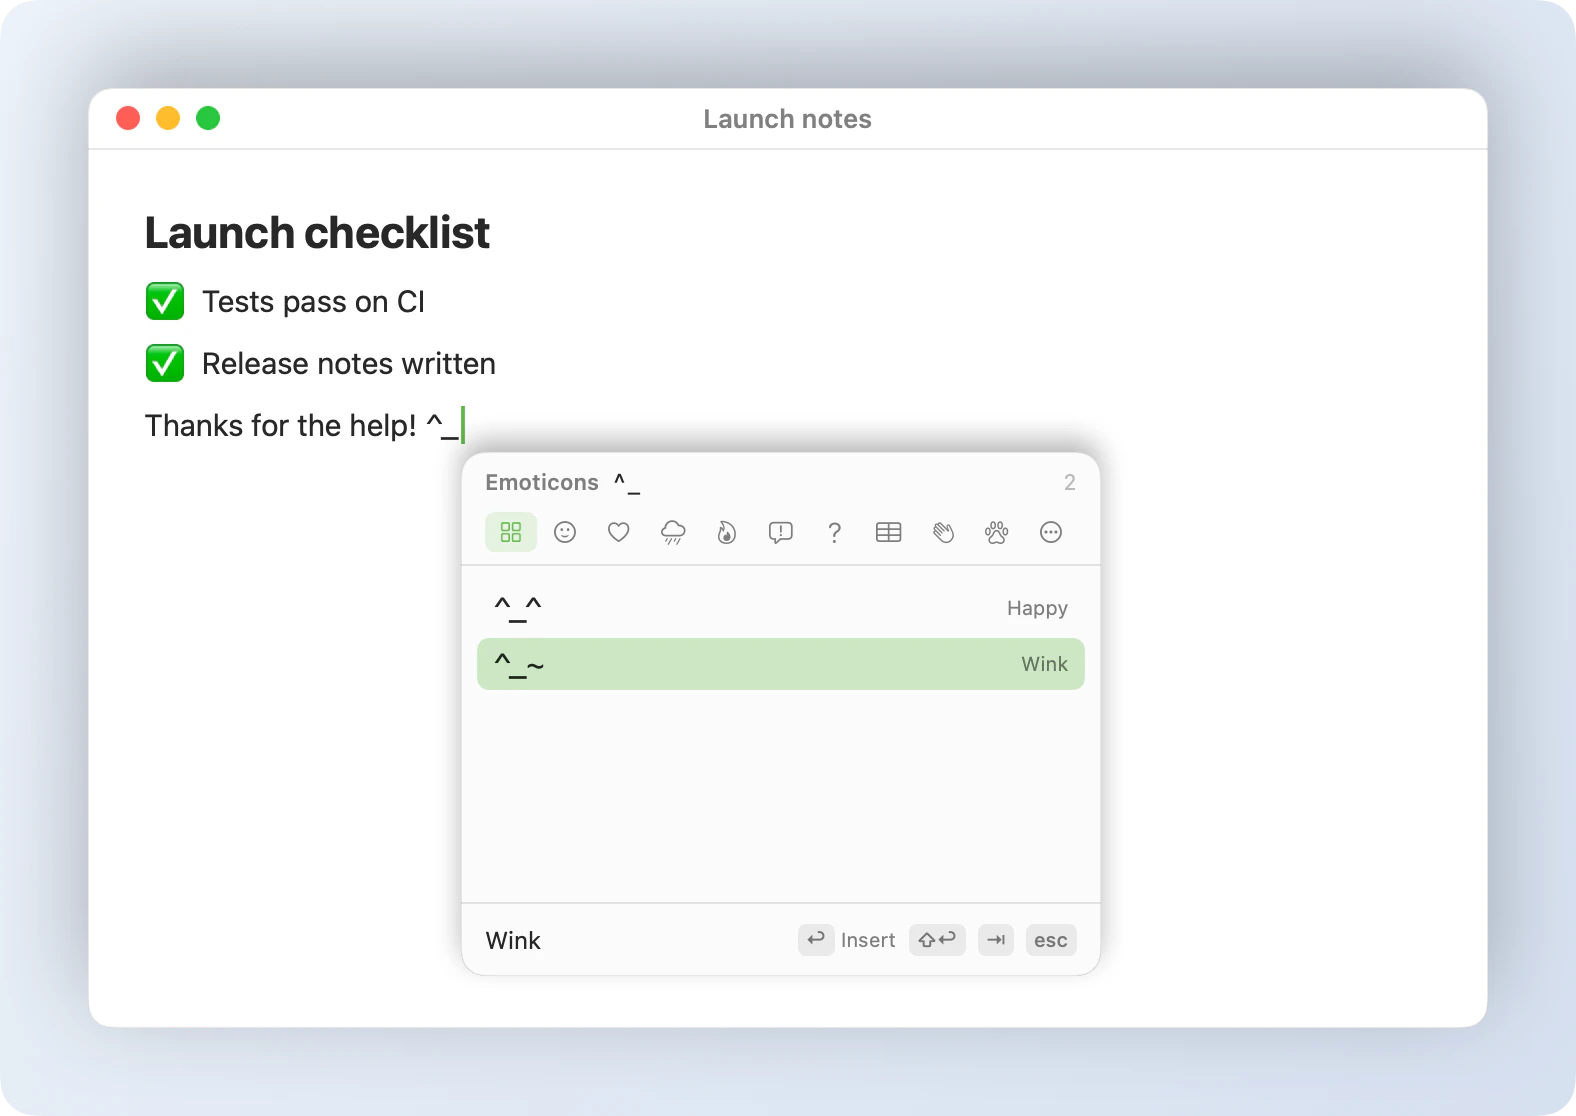 Launch notes
Launch checklist
✅ Tests pass on CI
✅ Release notes written
Thanks for the help! ^_
Emoticons ^_ 2
^_^ Happy
^_~ Wink
Wink ↩ Insert ⇧↩ ⇥ esc